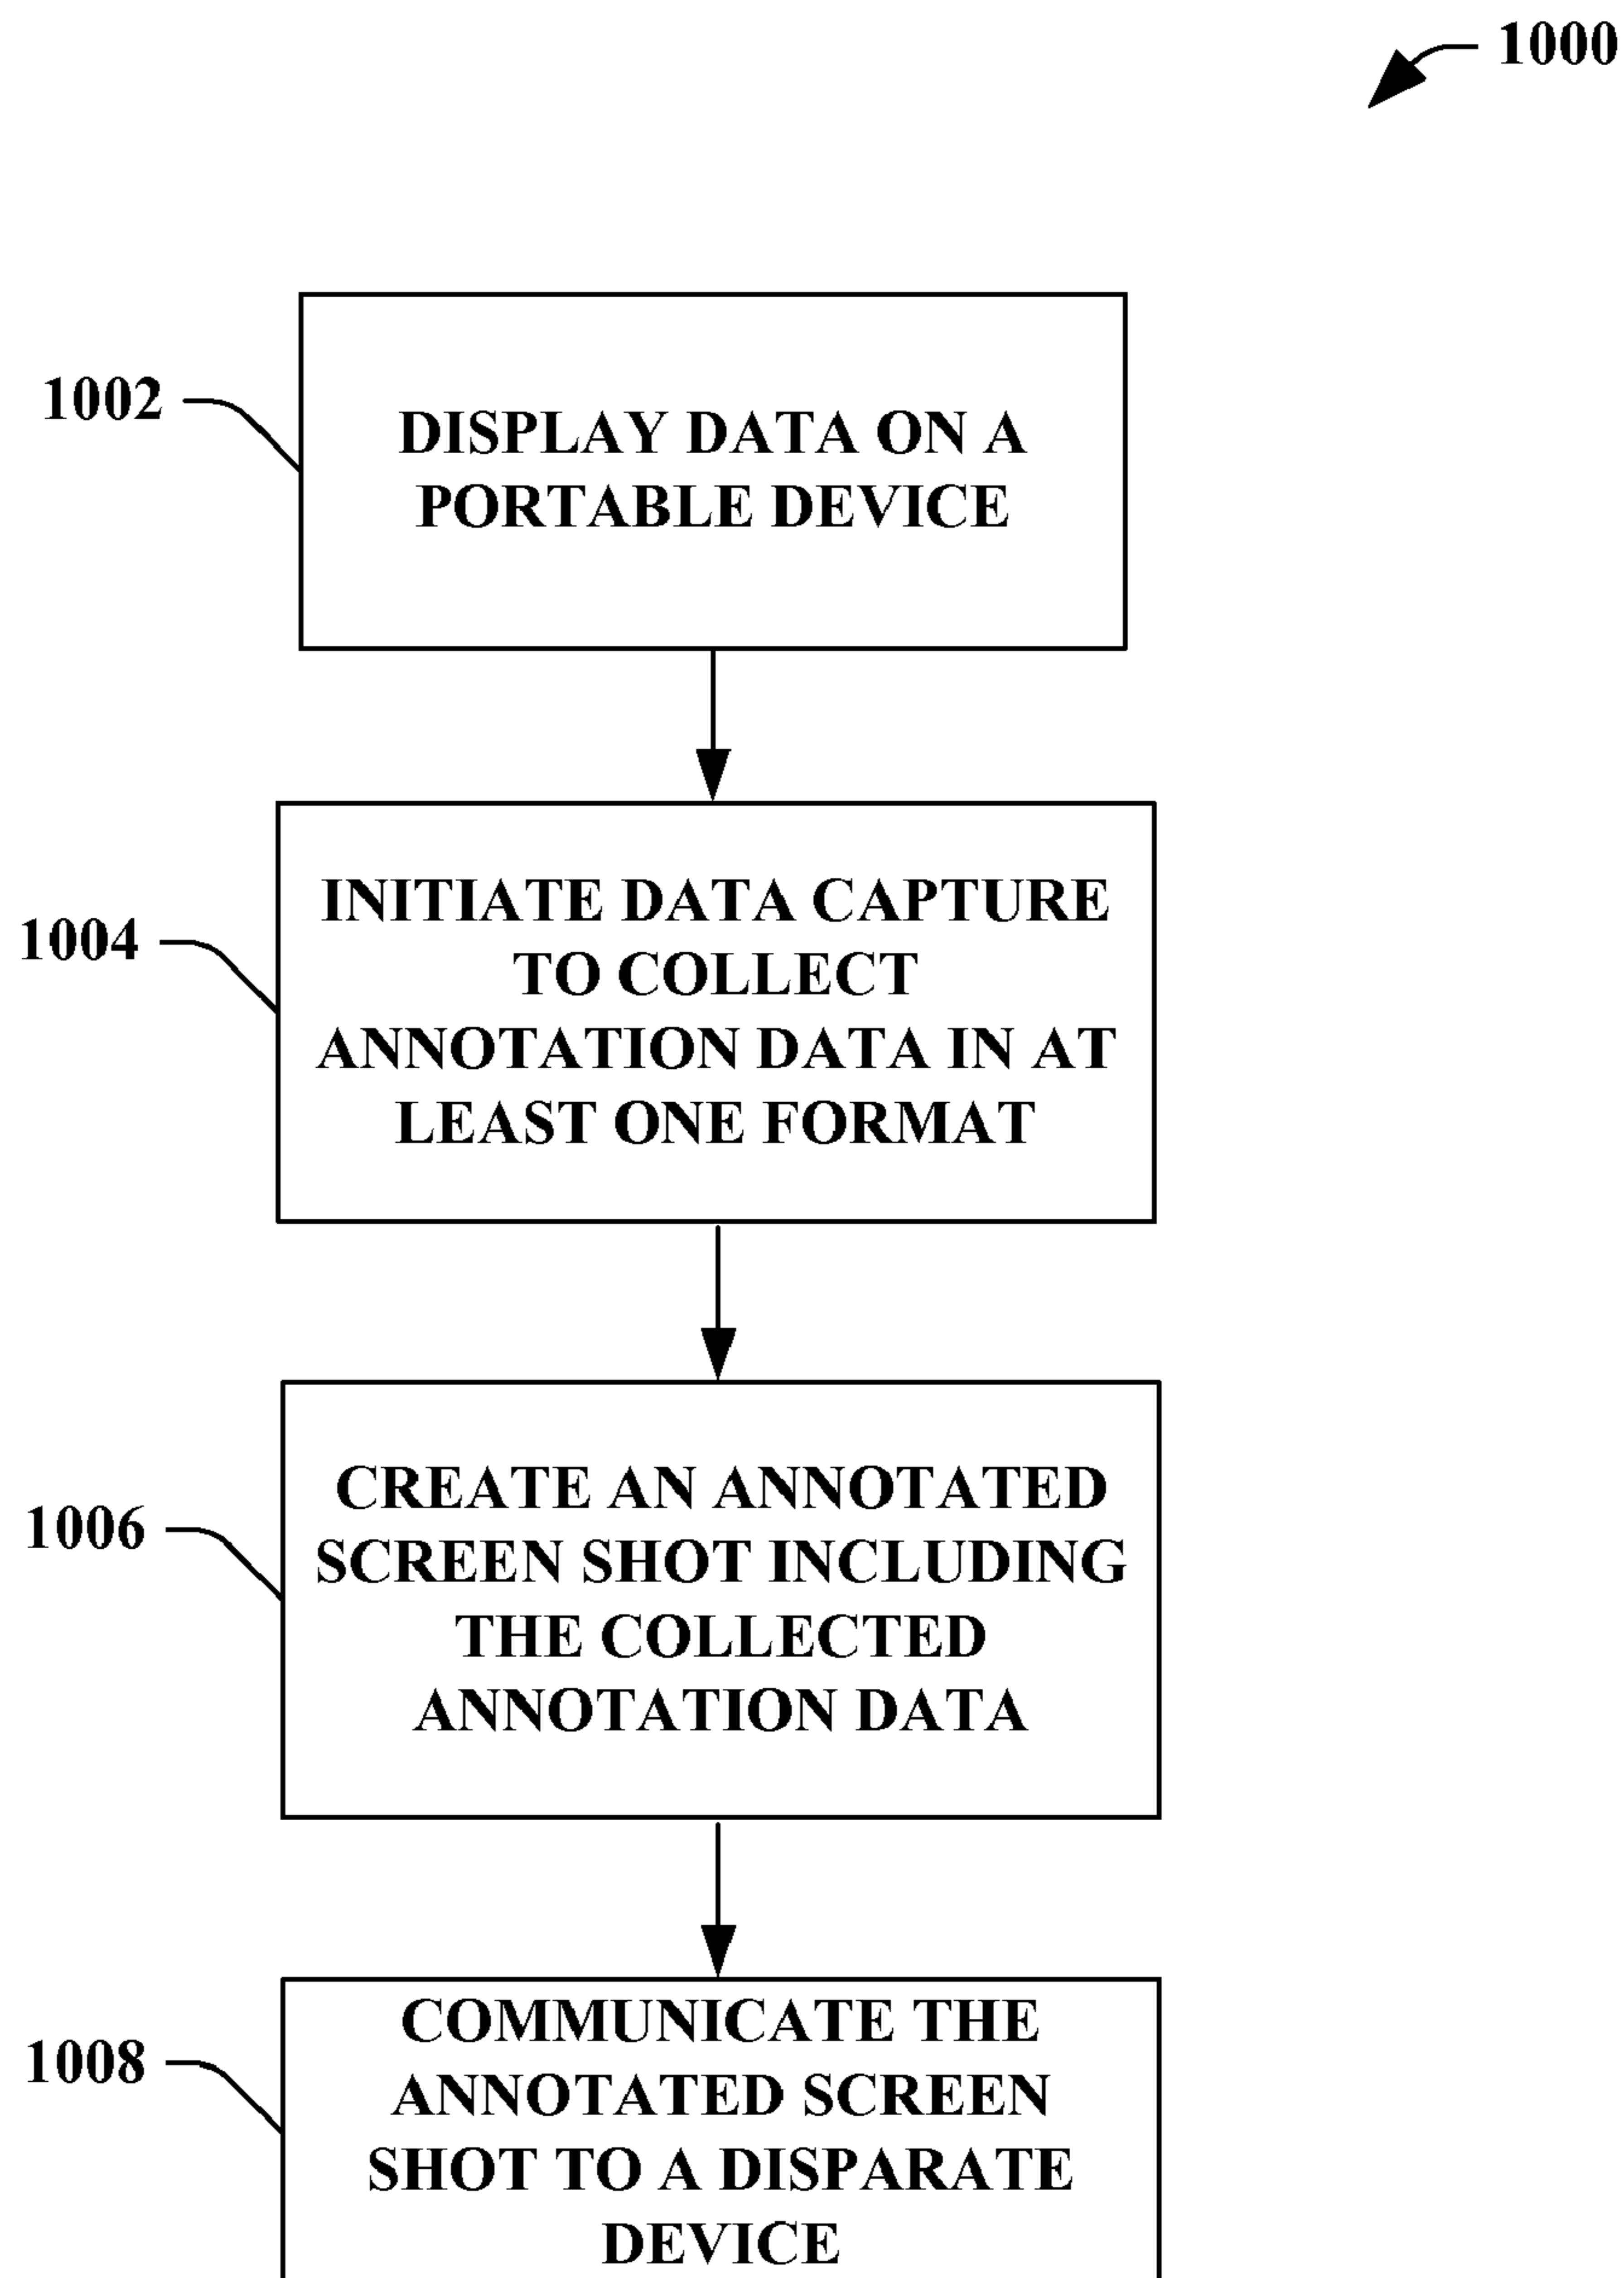 1000
1002
DISPLAY DATA ON A
PORTABLE DEVICE
1004
INITIATE DATA CAPTURE
TO COLLECT
ANNOTATION DATA IN AT
LEAST ONE FORMAT
1006
CREATE AN ANNOTATED
SCREEN SHOT INCLUDING
THE COLLECTED
ANNOTATION DATA
1008
COMMUNICATE THE
ANNOTATED SCREEN
SHOT TO A DISPARATE
DEVICE